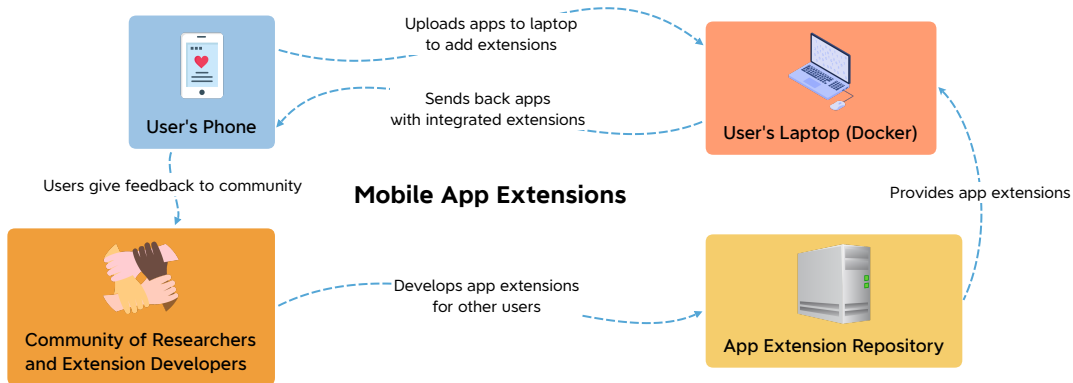 Uploads apps to laptop
to add extensions
User's Phone
Sends back apps
with integrated extensions
User's Laptop (Docker)
Users give feedback to community
Mobile App Extensions
Provides app extensions
Develops app extensions
for other users
Community of Researchers
and Extension Developers
App Extension Repository